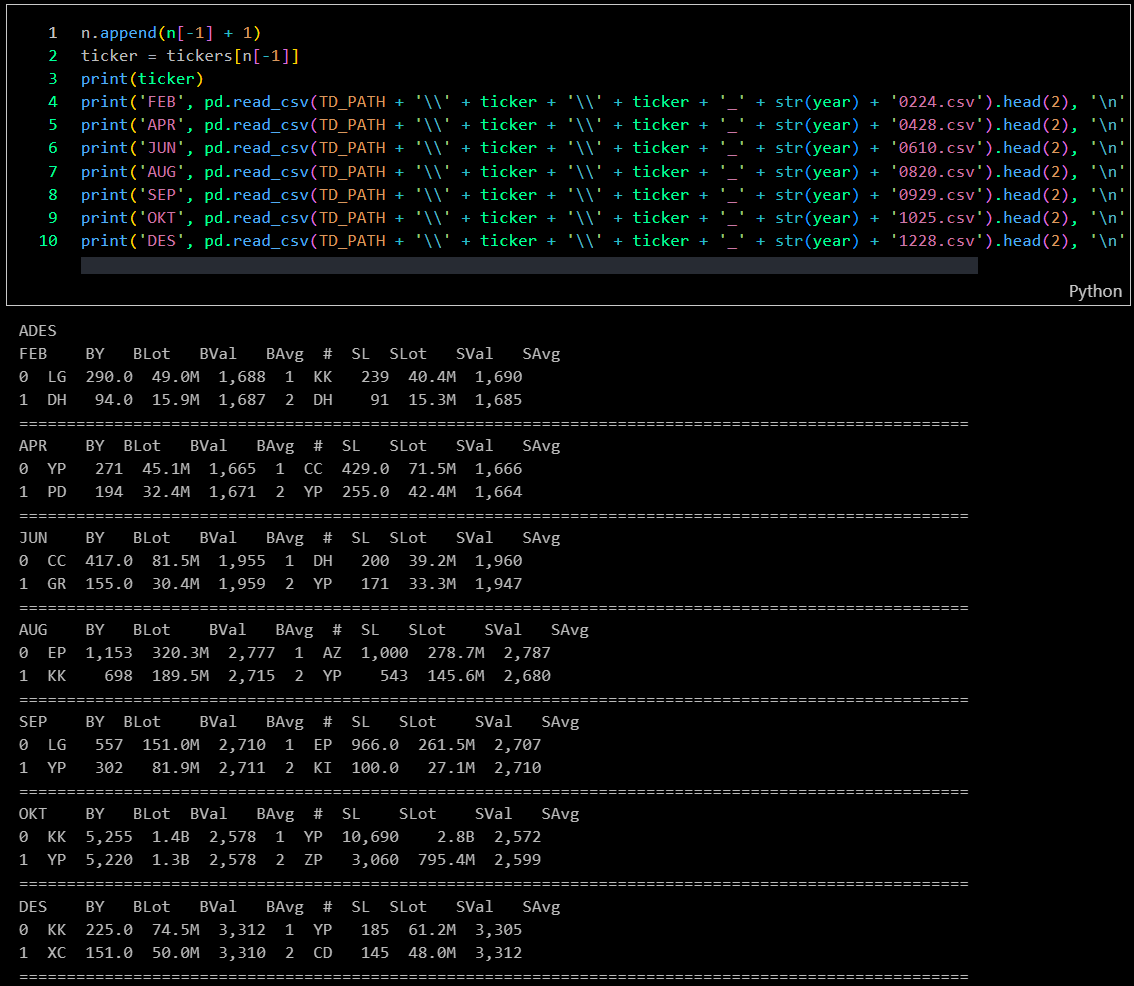 1 n.append(n[-1] + 1)
2 ticker = tickers[n[-1]]
3 print(ticker)
4 print('FEB', pd.read_csv(TD_PATH + '\\' + ticker + '\\' + ticker + '_' + str(year) + '0224.csv').head(2), '\n'
5 print('APR', pd.read_csv(TD_PATH + '\\' + ticker + '\\' + ticker + '_' + str(year) + '0428.csv').head(2), '\n'
6 print('JUN', pd.read_csv(TD_PATH + '\\' + ticker + '\\' + ticker + '_' + str(year) + '0610.csv').head(2), '\n'
7 print('AUG', pd.read_csv(TD_PATH + '\\' + ticker + '\\' + ticker + '_' + str(year) + '0820.csv').head(2), '\n'
8 print('SEP', pd.read_csv(TD_PATH + '\\' + ticker + '\\' + ticker + '_' + str(year) + '0929.csv').head(2), '\n'
9 print('OKT', pd.read_csv(TD_PATH + '\\' + ticker + '\\' + ticker + '_' + str(year) + '1025.csv').head(2), '\n'
10 print('DES', pd.read_csv(TD_PATH + '\\' + ticker + '\\' + ticker + '_' + str(year) + '1228.csv').head(2), '\n'
Python
ADES
FEB    BY   BLot   BVal   BAvg  #  SL  SLot   SVal   SAvg
0  LG  290.0  49.0M  1,688  1  KK   239  40.4M  1,690
1  DH   94.0  15.9M  1,687  2  DH    91  15.3M  1,685
====================================================================================================
APR    BY  BLot   BVal   BAvg  #  SL   SLot   SVal   SAvg
0  YP   271  45.1M  1,665  1  CC  429.0  71.5M  1,666
1  PD   194  32.4M  1,671  2  YP  255.0  42.4M  1,664
====================================================================================================
JUN    BY   BLot   BVal   BAvg  #  SL  SLot   SVal   SAvg
0  CC  417.0  81.5M  1,955  1  DH   200  39.2M  1,960
1  GR  155.0  30.4M  1,959  2  YP   171  33.3M  1,947
====================================================================================================
AUG    BY   BLot    BVal   BAvg  #  SL   SLot    SVal   SAvg
0  EP  1,153  320.3M  2,777  1  AZ  1,000  278.7M  2,787
1  KK    698  189.5M  2,715  2  YP    543  145.6M  2,680
====================================================================================================
SEP    BY  BLot    BVal   BAvg  #  SL   SLot    SVal   SAvg
0  LG   557  151.0M  2,710  1  EP  966.0  261.5M  2,707
1  YP   302   81.9M  2,711  2  KI  100.0   27.1M  2,710
====================================================================================================
OKT    BY   BLot  BVal   BAvg  #  SL    SLot    SVal   SAvg
0  KK  5,255  1.4B  2,578  1  YP  10,690    2.8B  2,572
1  YP  5,220  1.3B  2,578  2  ZP   3,060  795.4M  2,599
====================================================================================================
DES    BY   BLot   BVal   BAvg  #  SL  SLot   SVal   SAvg
0  KK  225.0  74.5M  3,312  1  YP   185  61.2M  3,305
1  XC  151.0  50.0M  3,310  2  CD   145  48.0M  3,312
====================================================================================================